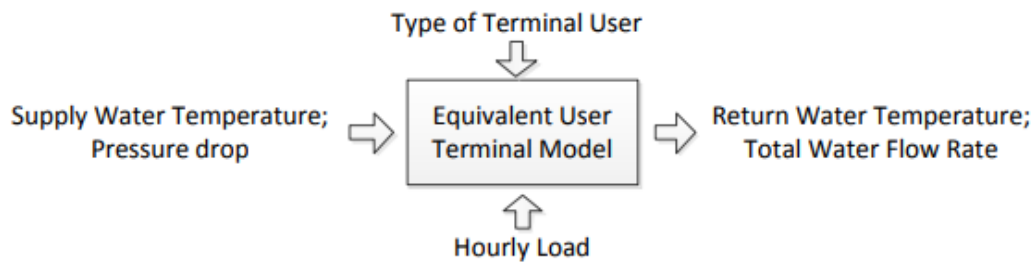 Type of Terminal User
Supply Water Temperature;
Pressure drop
Equivalent User
Terminal Model
Return Water Temperature;
Total Water Flow Rate
Hourly Load